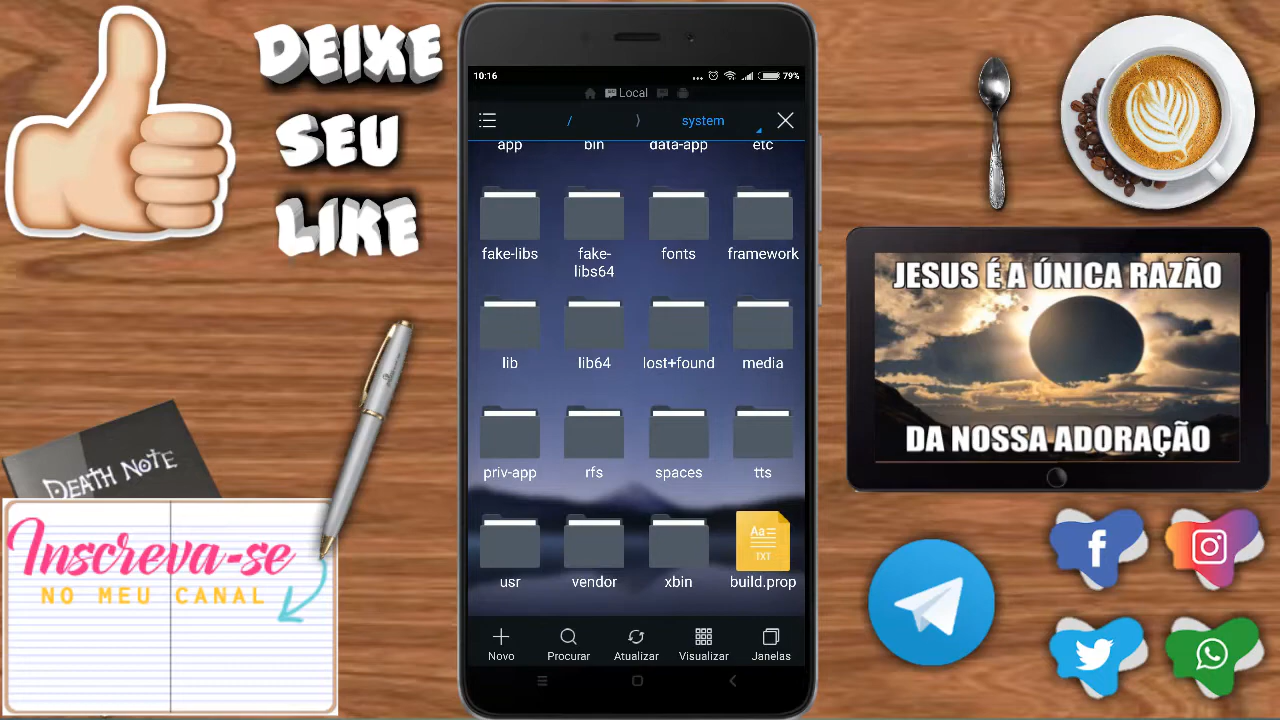 DEIXE
SEU
LIKE
DEATH NOTE
Inscreva-se
NO MEU CANAL
10:16
... 79%
Local
/ ⟩ system
app bin data-app etc
fake-libs fake-libs64 fonts framework
lib lib64 lost+found media
priv-app rfs spaces tts
Aa
TXT
usr vendor xbin build.prop
Novo Procurar Atualizar Visualizar Janelas
JESUS É A ÚNICA RAZÃO
DA NOSSA ADORAÇÃO
f